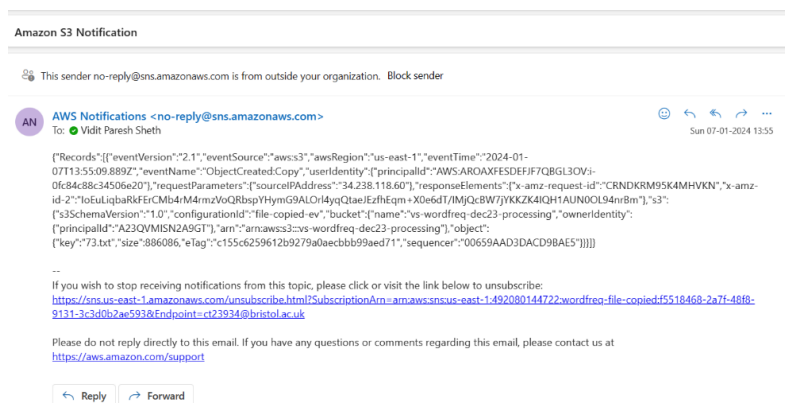 Amazon S3 Notification
This sender no-reply@sns.amazonaws.com is from outside your organization. Block sender
AN
AWS Notifications <no-reply@sns.amazonaws.com>
To: Vidit Paresh Sheth
Sun 07-01-2024 13:55
{"Records":[{"eventVersion":"2.1","eventSource":"aws:s3","awsRegion":"us-east-1","eventTime":"2024-01-
07T13:55:09.889Z","eventName":"ObjectCreated:Copy","userIdentity":{"principalId":"AWS:AROAXFESDEFJF7QBGL3OV:i-
0fc84c88c34506e20"},"requestParameters":{"sourceIPAddress":"34.238.118.60"},"responseElements":{"x-amz-request-id":"CRNDKRM95K4MHVKN","x-amz-
id-2":"IoEuLiqbaRkFErCMb4rM4rmzVoQRbspYHymG9ALOrl4yqQtaeJEzfhEqm+X0e6dT/IMjQcBW7jYKKZK4IQH1AUN0OL94nrBm"},"s3":
{"s3SchemaVersion":"1.0","configurationId":"file-copied-ev","bucket":{"name":"vs-wordfreq-dec23-processing","ownerIdentity":
{"principalId":"A23QVMISN2A9GT"},"arn":"arn:aws:s3:::vs-wordfreq-dec23-processing"},"object":
{"key":"73.txt","size":886086,"eTag":"c155c6259612b9279a0aecbbb99aed71","sequencer":"00659AAD3DACD9BAE5"}}}]}
--
If you wish to stop receiving notifications from this topic, please click or visit the link below to unsubscribe:
https://sns.us-east-1.amazonaws.com/unsubscribe.html?SubscriptionArn=arn:aws:sns:us-east-1:492080144722:wordfreq-file-copied:f5518468-2a7f-48f8-
9131-3c3d0b2ae593&Endpoint=ct23934@bristol.ac.uk
Please do not reply directly to this email. If you have any questions or comments regarding this email, please contact us at
https://aws.amazon.com/support
Reply Forward